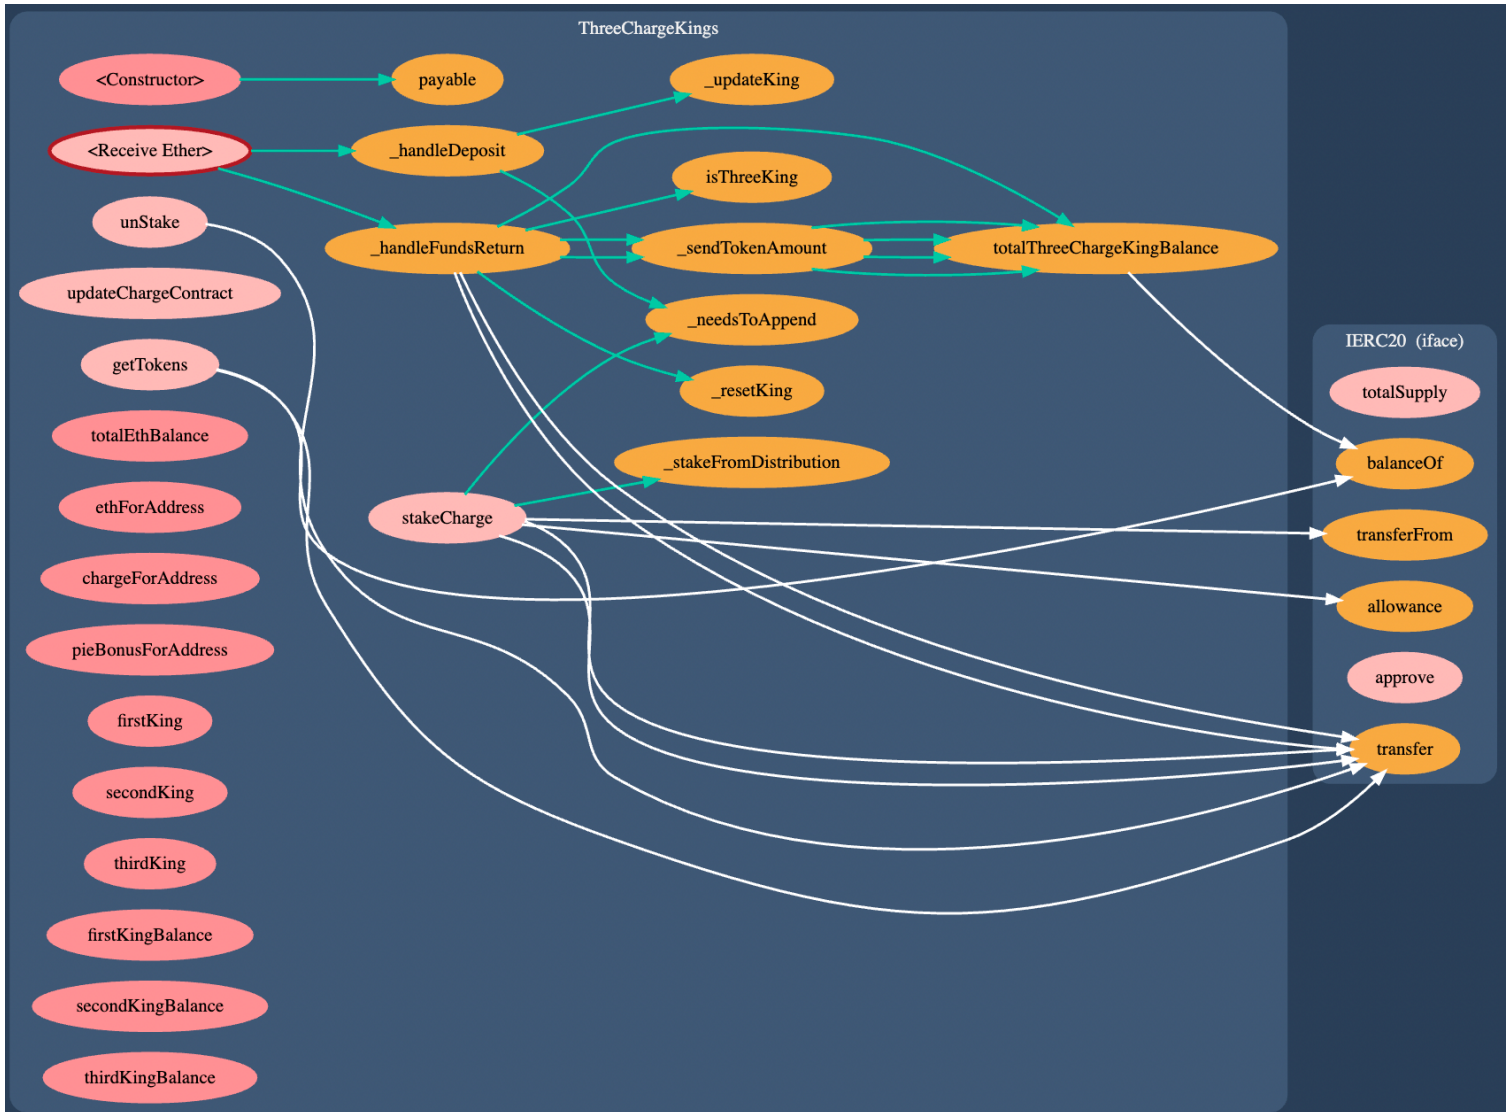 ThreeChargeKings
<Constructor>
payable
_updateKing
<Receive Ether>
_handleDeposit
isThreeKing
unStake
_handleFundsReturn
_sendTokenAmount
totalThreeChargeKingBalance
updateChargeContract
_needsToAppend
getTokens
_resetKing
totalEthBalance
_stakeFromDistribution
ethForAddress
stakeCharge
chargeForAddress
pieBonusForAddress
firstKing
secondKing
thirdKing
firstKingBalance
secondKingBalance
thirdKingBalance
IERC20 (iface)
totalSupply
balanceOf
transferFrom
allowance
approve
transfer